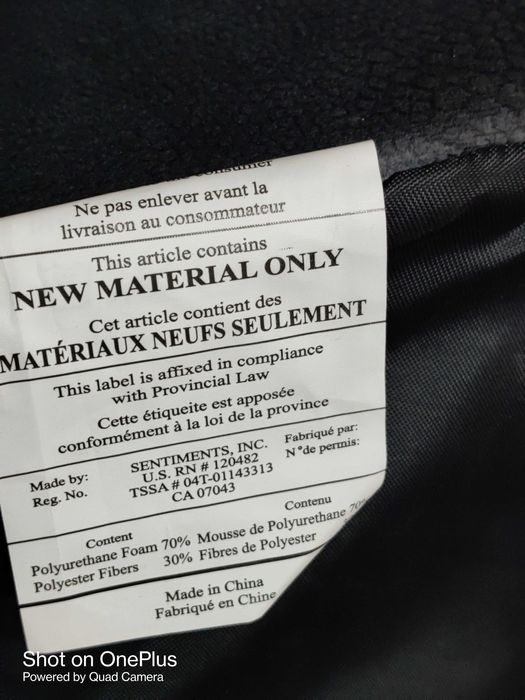 consumer
Ne pas enlever avant la
livraison au consommateur
This article contains
NEW MATERIAL ONLY
Cet article contient des
MATÉRIAUX NEUFS SEULEMENT
This label is affixed in compliance
with Provincial Law
Cette étiqueite est apposée
conformément à la loi de la province
Made by: SENTIMENTS, INC. Fabriqué par:
Reg. No. U.S. RN # 120482 N °de permis:
TSSA # 04T-01143313
CA 07043
Content Contenu
Polyurethane Foam 70% Mousse de Polyurethane 70%
Polyester Fibers 30% Fibres de Polyester
Made in China
Fabriqué en Chine
Shot on OnePlus
Powered by Quad Camera